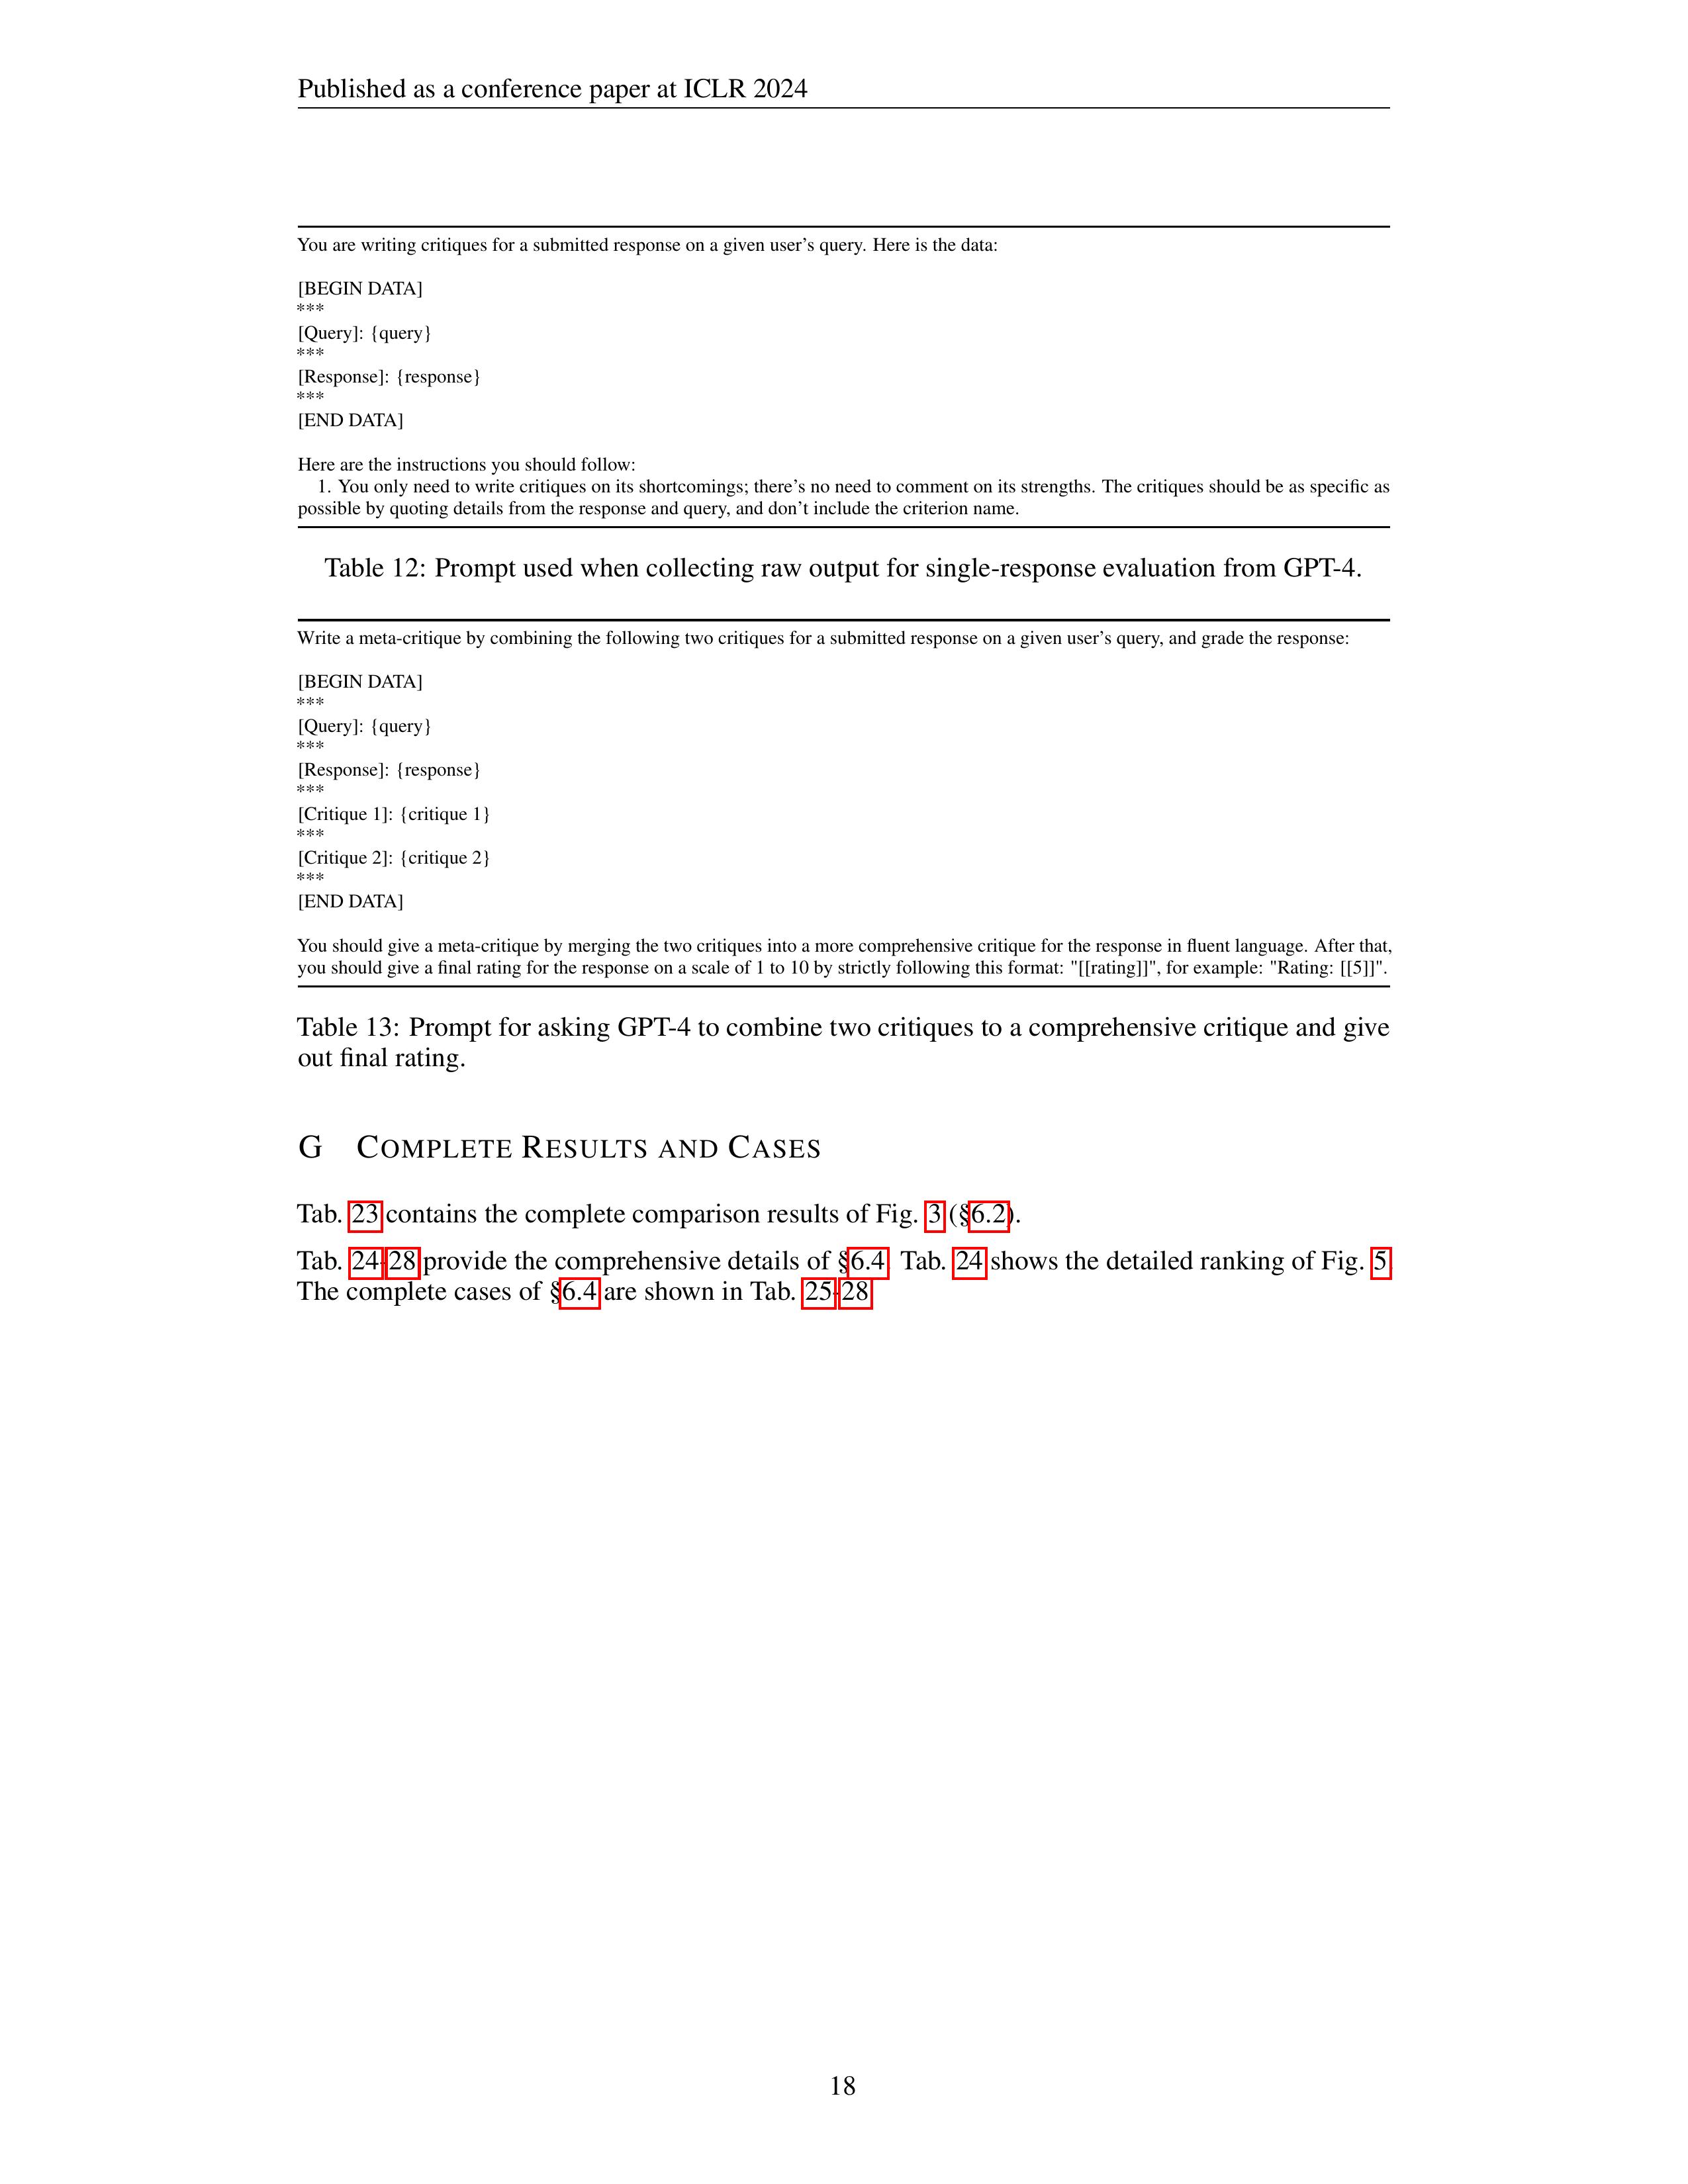 Published as a conference paper at ICLR 2024
You are writing critiques for a submitted response on a given user's query. Here is the data:
[BEGIN DATA]
***
[Query]: {query}
***
[Response]: {response}
***
[END DATA]
Here are the instructions you should follow:
1. You only need to write critiques on its shortcomings; there's no need to comment on its strengths. The critiques should be as specific as
possible by quoting details from the response and query, and don't include the criterion name.
Table 12: Prompt used when collecting raw output for single-response evaluation from GPT-4.
Write a meta-critique by combining the following two critiques for a submitted response on a given user's query, and grade the response:
[BEGIN DATA]
***
[Query]: {query}
***
[Response]: {response}
***
[Critique 1]: {critique 1}
***
[Critique 2]: {critique 2}
***
[END DATA]
You should give a meta-critique by merging the two critiques into a more comprehensive critique for the response in fluent language. After that,
you should give a final rating for the response on a scale of 1 to 10 by strictly following this format: "[[rating]]", for example: "Rating: [[5]]".
Table 13: Prompt for asking GPT-4 to combine two critiques to a comprehensive critique and give
out final rating.
G COMPLETE RESULTS AND CASES
Tab. 23 contains the complete comparison results of Fig. 3 (§6.2).
Tab. 24-28 provide the comprehensive details of §6.4. Tab. 24 shows the detailed ranking of Fig. 5.
The complete cases of §6.4 are shown in Tab. 25-28.
18